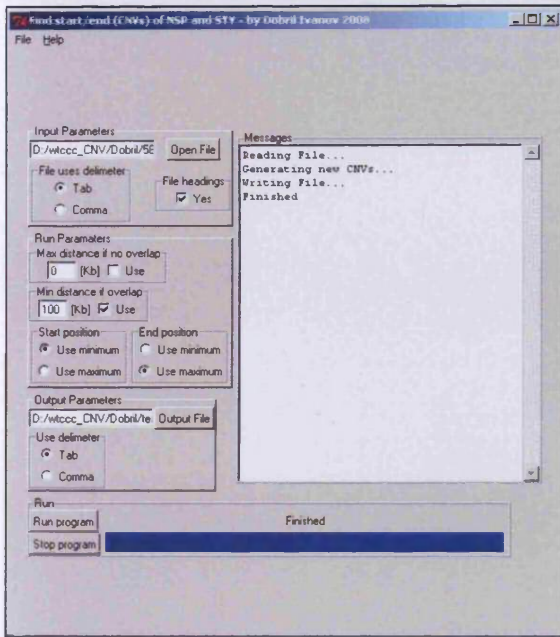 Find start/end (CNVs) of NSP and STY - by Dobril Ivanov 2008
File Help
Input Parameters
D:/wtccc_CNV/Dobril/58 Open File
File uses delimeter
Tab
Comma
File headings
Yes
Run Paramaters
Max distance if no overlap
0 [Kb] Use
Min distance if overlap
100 [Kb] Use
Start position
Use minimum
Use maximum
End position
Use minimum
Use maximum
Output Parameters
D:/wtccc_CNV/Dobril/te Output File
Use delimeter
Tab
Comma
Messages
Reading File...
Generating new CNVs...
Writing File...
Finished
Run
Run program
Finished
Stop program